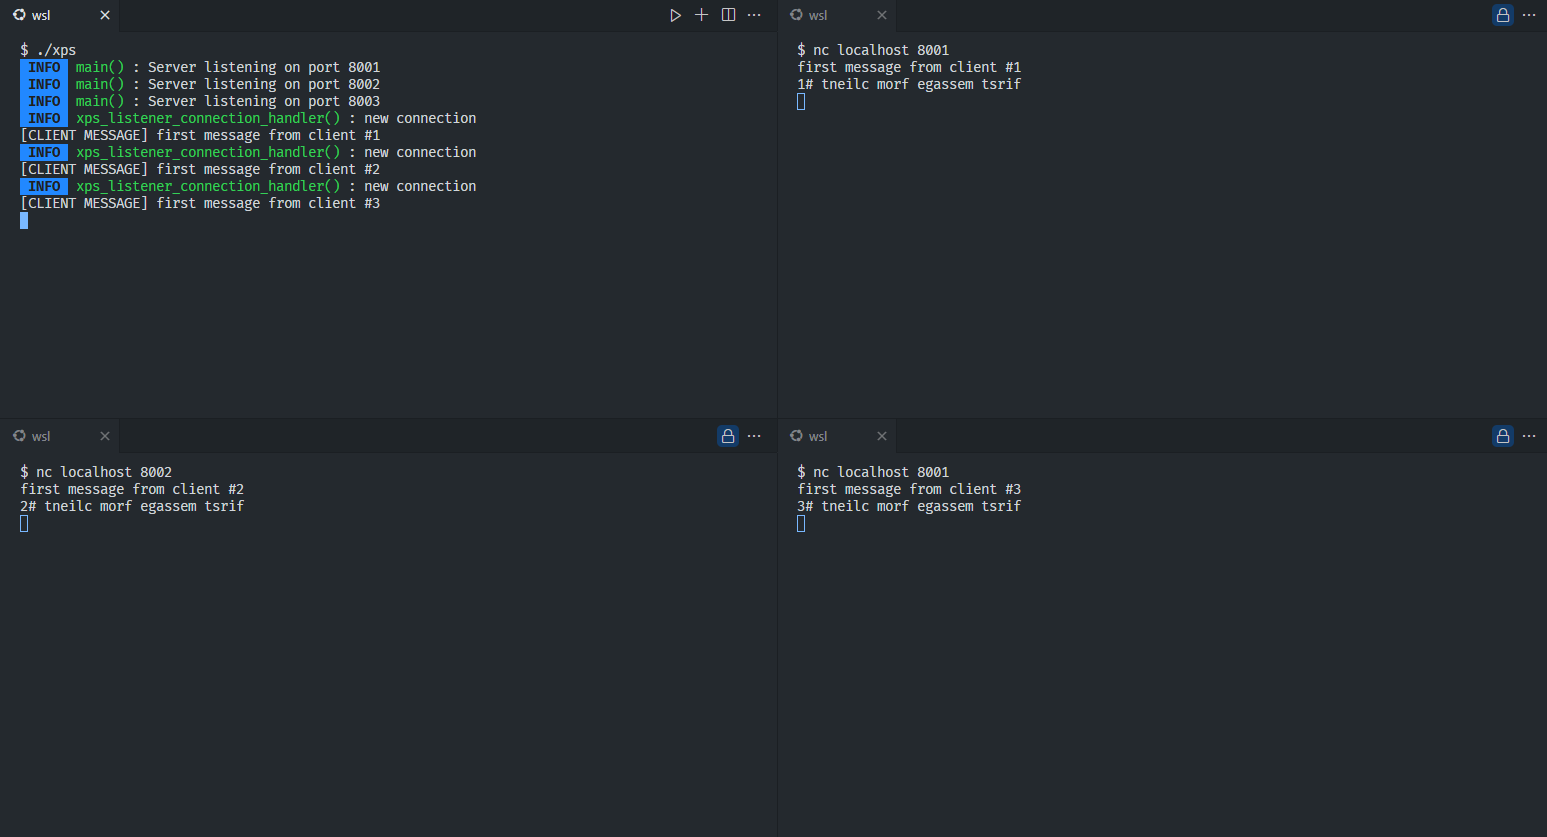 wsl
$ ./xps
INFO main() : Server listening on port 8001
INFO main() : Server listening on port 8002
INFO main() : Server listening on port 8003
INFO xps_listener_connection_handler() : new connection
[CLIENT MESSAGE] first message from client #1
INFO xps_listener_connection_handler() : new connection
[CLIENT MESSAGE] first message from client #2
INFO xps_listener_connection_handler() : new connection
[CLIENT MESSAGE] first message from client #3
wsl
$ nc localhost 8001
first message from client #1
1# tneilc morf egassem tsrif
wsl
$ nc localhost 8002
first message from client #2
2# tneilc morf egassem tsrif
wsl
$ nc localhost 8001
first message from client #3
3# tneilc morf egassem tsrif